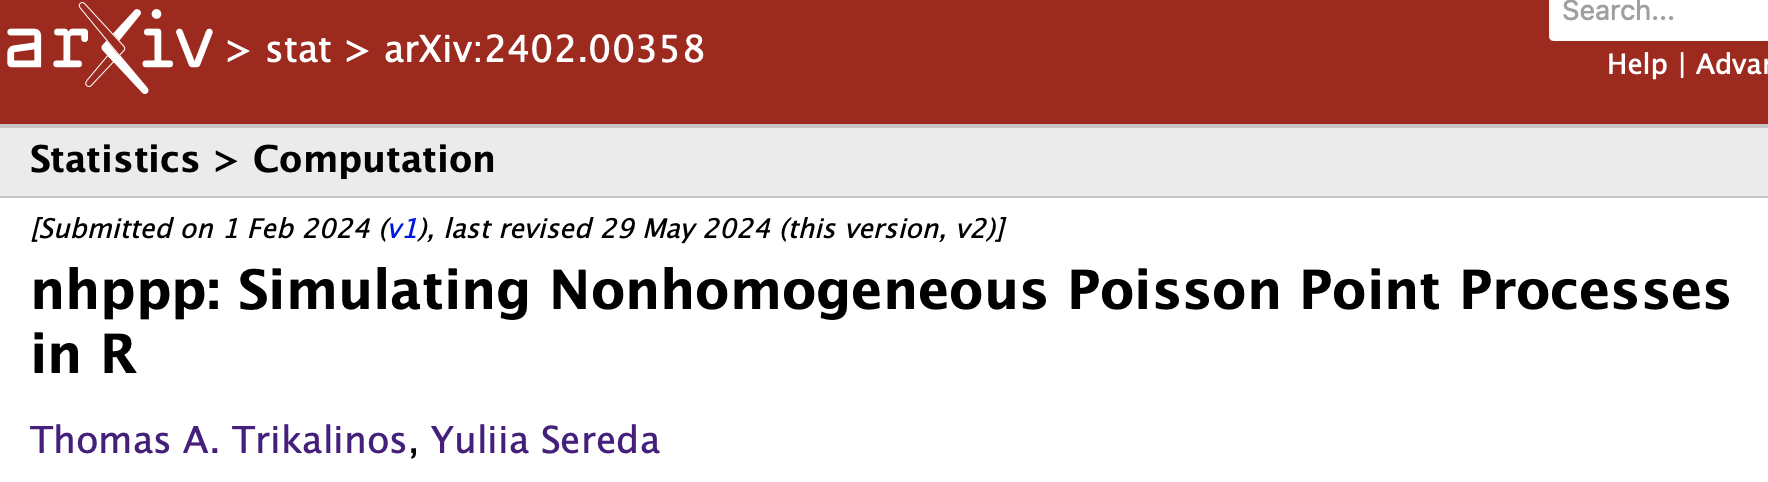 Search...
arXiv > stat > arXiv:2402.00358
Help |
Statistics > Computation
[Submitted on 1 Feb 2024 (v1), last revised 29 May 2024 (this version, v2)]
nhppp: Simulating Nonhomogeneous Poisson Point Processes
in R
Thomas A. Trikalinos, Yuliia Sereda